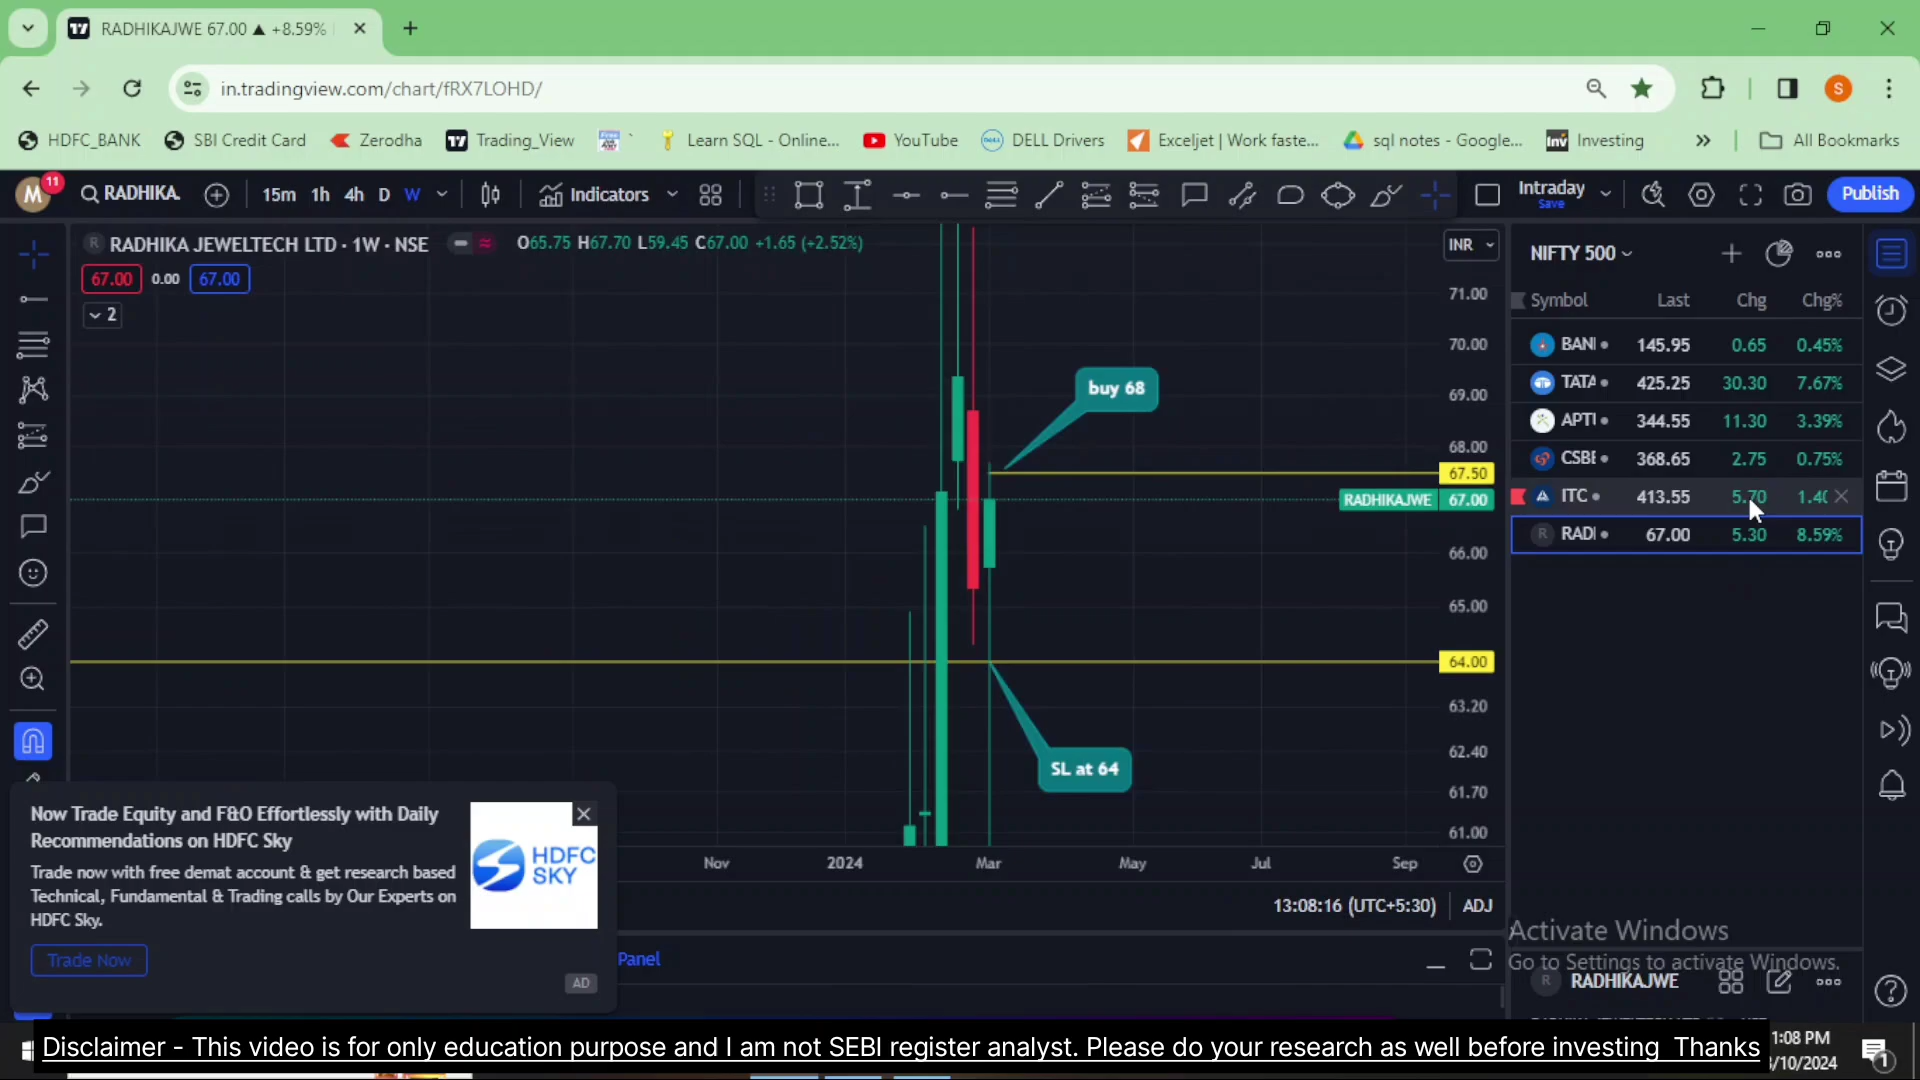 RADHIKAJWE 67.00 ▲ +8.59%
in.tradingview.com/chart/fRX7LOHD/
HDFC_BANK SBI Credit Card Zerodha Trading_View Learn SQL - Online... YouTube DELL Drivers Exceljet | Work faste... sql notes - Google... Investing » All Bookmarks
M 11 RADHIKA. 15m 1h 4h D W Indicators Intraday Save Publish
RADHIKA JEWELTECH LTD · 1W · NSE O65.75 H67.70 L59.45 C67.00 +1.65 (+2.52%)
67.00 0.00 67.00
2
INR
71.00
70.00
69.00
68.00
67.50
RADHIKAJWE 67.00
66.00
65.00
64.00
63.20
62.40
61.70
61.00
buy 68
SL at 64
Nov 2024 Mar May Jul Sep
13:08:16 (UTC+5:30) ADJ
Panel
NIFTY 500
Symbol Last Chg Chg%
BANI 145.95 0.65 0.45%
TATA 425.25 30.30 7.67%
APTI 344.55 11.30 3.39%
CSBE 368.65 2.75 0.75%
ITC 413.55 5.70 1.40
RADI 67.00 5.30 8.59%
Activate Windows
Go to Settings to activate Windows.
R RADHIKAJWE
Now Trade Equity and F&O Effortlessly with Daily
Recommendations on HDFC Sky
Trade now with free demat account & get research based
Technical, Fundamental & Trading calls by Our Experts on
HDFC Sky.
HDFC
SKY
Trade Now
AD
Disclaimer - This video is for only education purpose and I am not SEBI register analyst. Please do your research as well before investing Thanks
1:08 PM
/10/2024
1